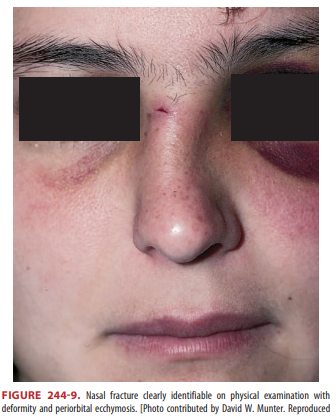 FIGURE 244-9. Nasal fracture clearly identifiable on physical examination with
deformity and periorbital ecchymosis. [Photo contributed by David W. Munter. Reproduced